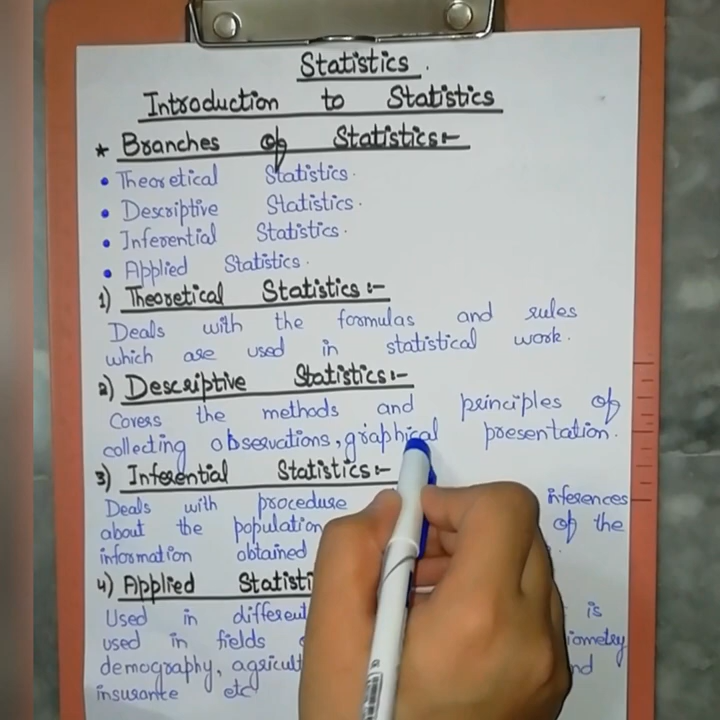 Statistics.
Introduction to Statistics
* Branches of Statistics:-
• Theoretical Statistics.
• Descriptive Statistics.
• Inferential Statistics.
• Applied Statistics.
1) Theoretical Statistics:-
Deals with the formulas and rules
which are used in statistical work.
2) Descriptive Statistics:-
Covers the methods and principles of
collecting observations, graphical presentation.
3) Inferential Statistics:-
Deals with procedure inferences
about the population of the
information obtained
4) Applied Statisti
Used in different is
used in fields iometry
demography, agricult nd
insurance etc